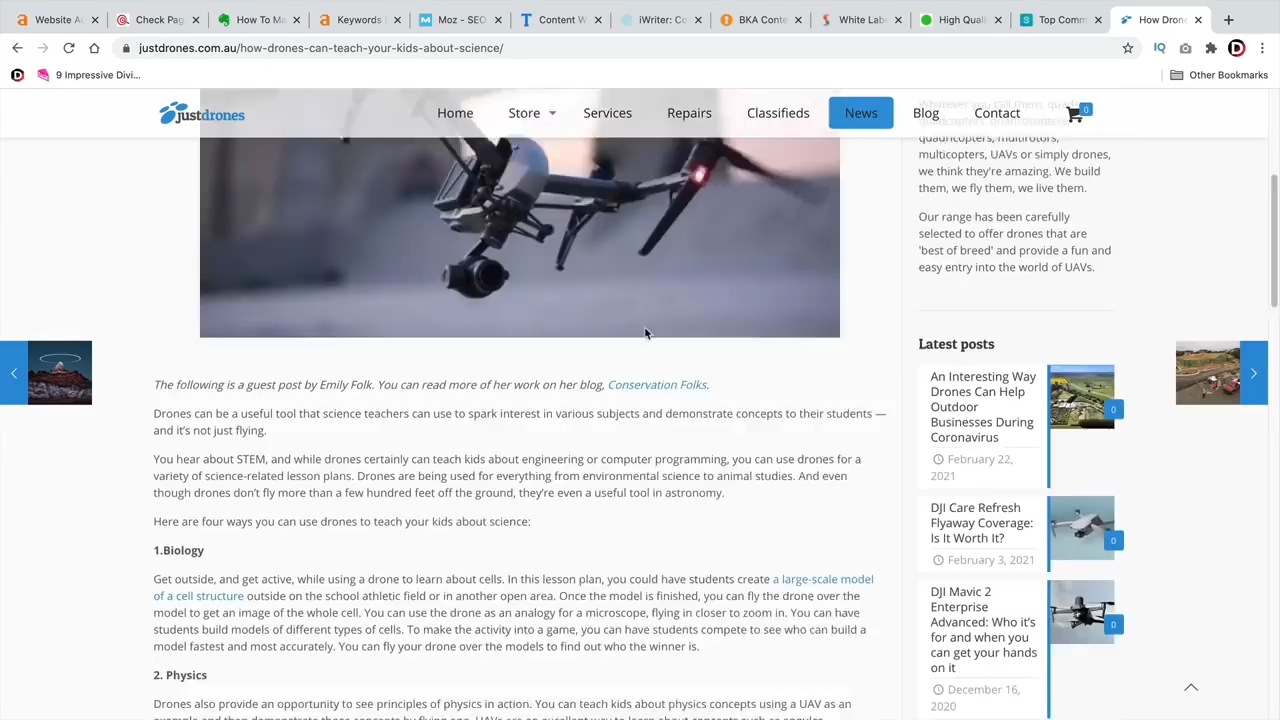 Website Au
Check Pag
How To Ma
Keywords
Moz - SEO
Content W
iWriter: Co
BKA Conte
White Lab
High Quali
Top Comm
How Drone
justdrones.com.au/how-drones-can-teach-your-kids-about-science/
9 Impressive Divi...
Other Bookmarks
justdrones
Home
Store
Services
Repairs
Classifieds
News
Blog
Contact
0
Whatever you call them, quads,
quadricopters, multirotors,
multicopters, UAVs or simply drones,
we think they're amazing. We build
them, we fly them, we live them.
Our range has been carefully
selected to offer drones that are
'best of breed' and provide a fun and
easy entry into the world of UAVs.
The following is a guest post by Emily Folk. You can read more of her work on her blog, Conservation Folks.
Drones can be a useful tool that science teachers can use to spark interest in various subjects and demonstrate concepts to their students —
and it's not just flying.
You hear about STEM, and while drones certainly can teach kids about engineering or computer programming, you can use drones for a
variety of science-related lesson plans. Drones are being used for everything from environmental science to animal studies. And even
though drones don't fly more than a few hundred feet off the ground, they're even a useful tool in astronomy.
Here are four ways you can use drones to teach your kids about science:
1.Biology
Get outside, and get active, while using a drone to learn about cells. In this lesson plan, you could have students create a large-scale model
of a cell structure outside on the school athletic field or in another open area. Once the model is finished, you can fly the drone over the
model to get an image of the whole cell. You can use the drone as an analogy for a microscope, flying in closer to zoom in. You can have
students build models of different types of cells. To make the activity into a game, you can have students compete to see who can build a
model fastest and most accurately. You can fly your drone over the models to find out who the winner is.
2. Physics
Drones also provide an opportunity to see principles of physics in action. You can teach kids about physics concepts using a UAV as an
Latest posts
An Interesting Way
Drones Can Help
Outdoor
Businesses During
Coronavirus
0
February 22,
2021
DJI Care Refresh
Flyaway Coverage:
Is It Worth It?
0
February 3, 2021
DJI Mavic 2
Enterprise
Advanced: Who it's
for and when you
can get your hands
on it
0
December 16,
2020